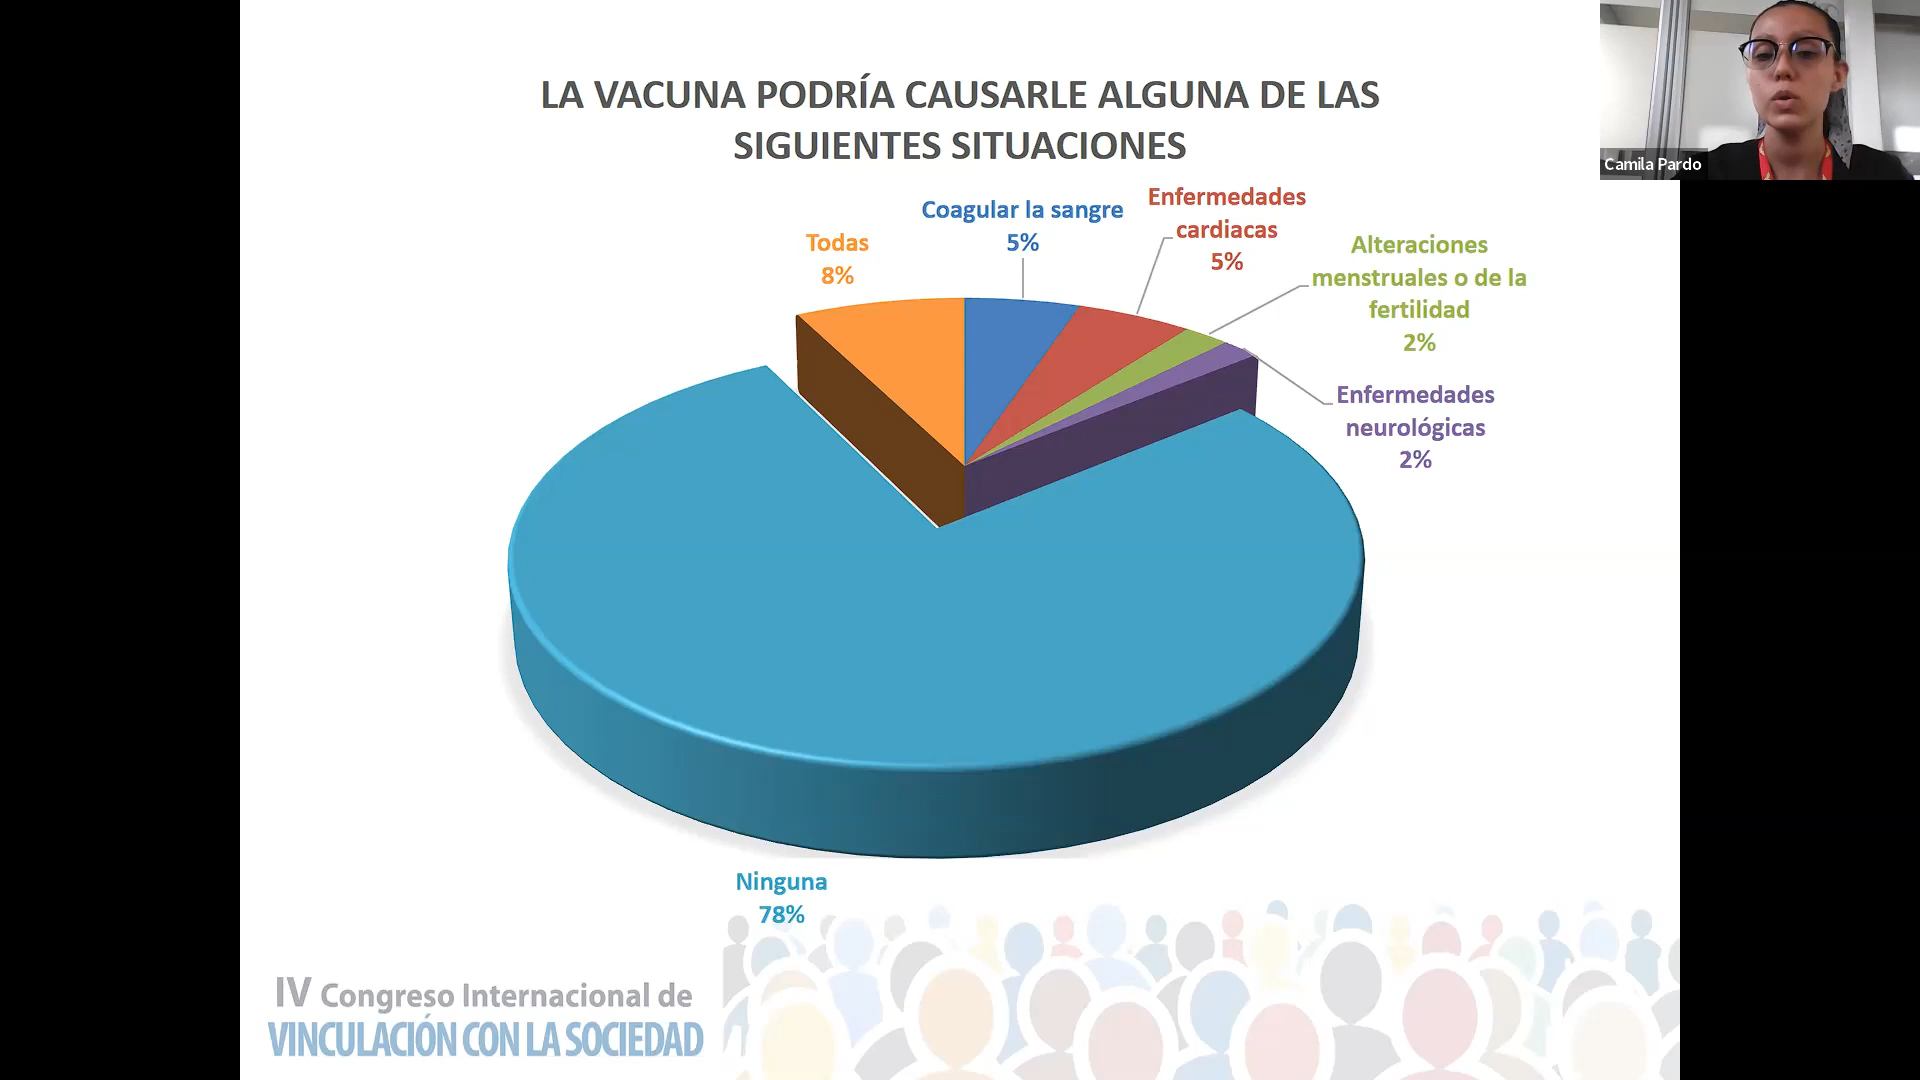 LA VACUNA PODRÍA CAUSARLE ALGUNA DE LAS
SIGUIENTES SITUACIONES
Camila Pardo
Todas
8%
Coagular la sangre
5%
Enfermedades
cardiacas
5%
Alteraciones
menstruales o de la
fertilidad
2%
Enfermedades
neurológicas
2%
Ninguna
78%
IV Congreso Internacional de
VINCULACIÓN CON LA SOCIEDAD